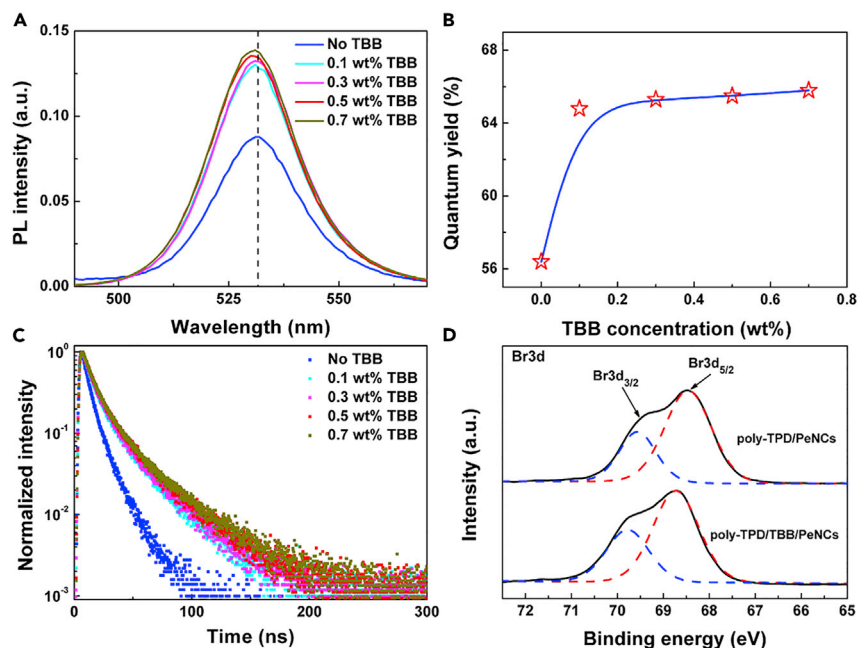 A
0.15
0.10
0.05
0.00
PL intensity (a.u.)
No TBB
0.1 wt% TBB
0.3 wt% TBB
0.5 wt% TBB
0.7 wt% TBB
500
525
550
Wavelength (nm)
B
68
64
60
56
Quantum yield (%)
0.0
0.2
0.4
0.6
0.8
TBB concentration (wt%)
C
10⁰
10⁻¹
10⁻²
10⁻³
Normalized intensity
No TBB
0.1 wt% TBB
0.3 wt% TBB
0.5 wt% TBB
0.7 wt% TBB
0
100
200
300
Time (ns)
D
Br3d
Br3d₃/₂
Br3d₅/₂
poly-TPD/PeNCs
poly-TPD/TBB/PeNCs
Intensity (a.u.)
72
71
70
69
68
67
66
65
Binding energy (eV)